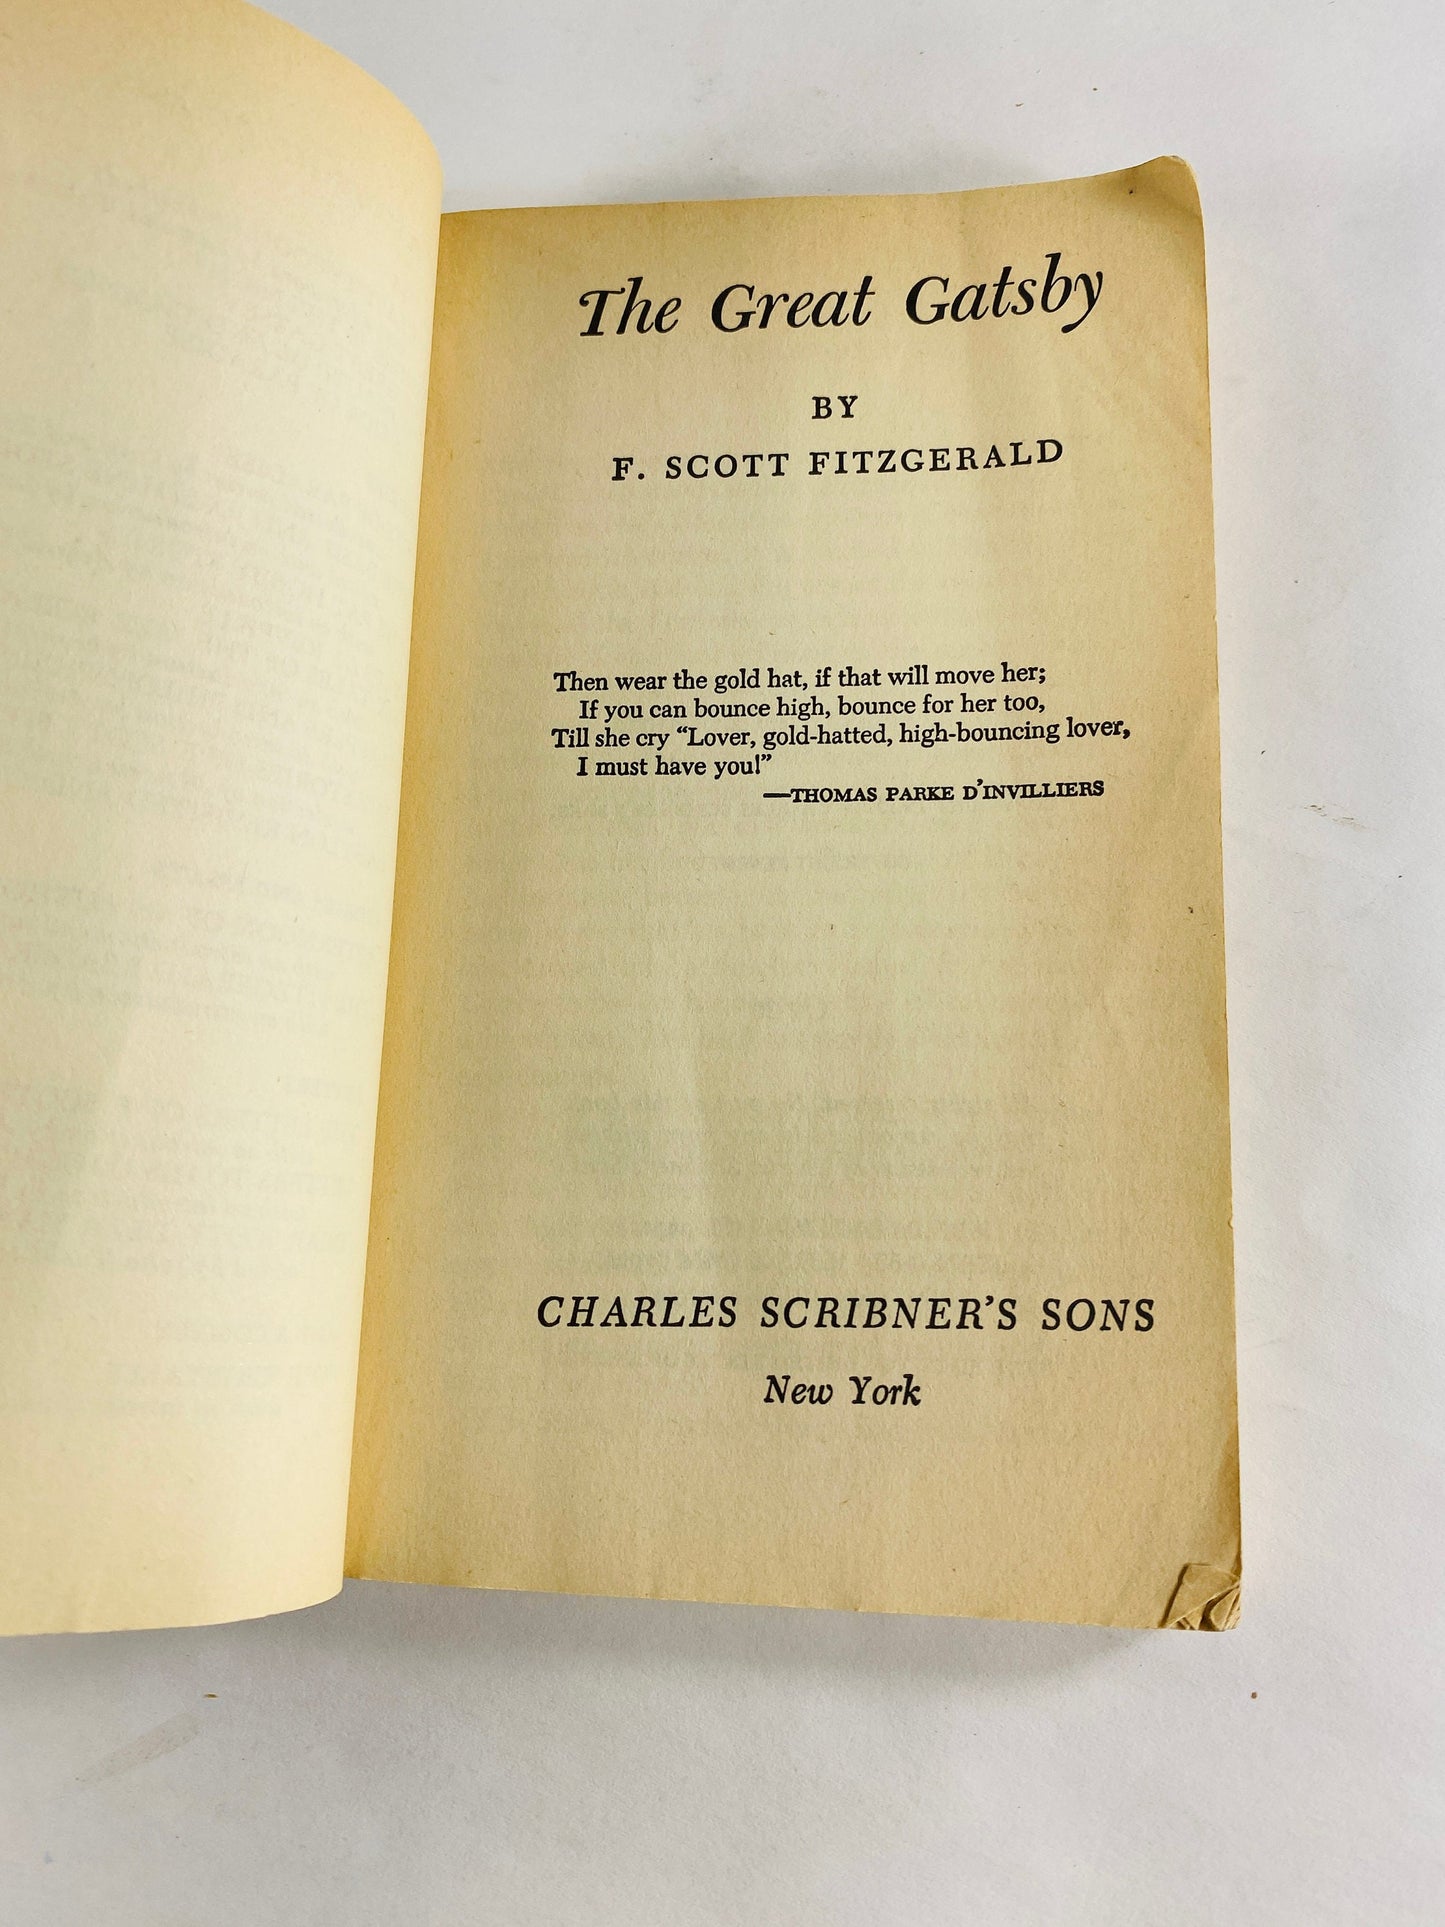 The Great Gatsby
BY
F. SCOTT FITZGERALD
Then wear the gold hat, if that will move her;
If you can bounce high, bounce for her too,
Till she cry “Lover, gold-hatted, high-bouncing lover,
I must have you!”
—THOMAS PARKE D'INVILLIERS
CHARLES SCRIBNER'S SONS
New York